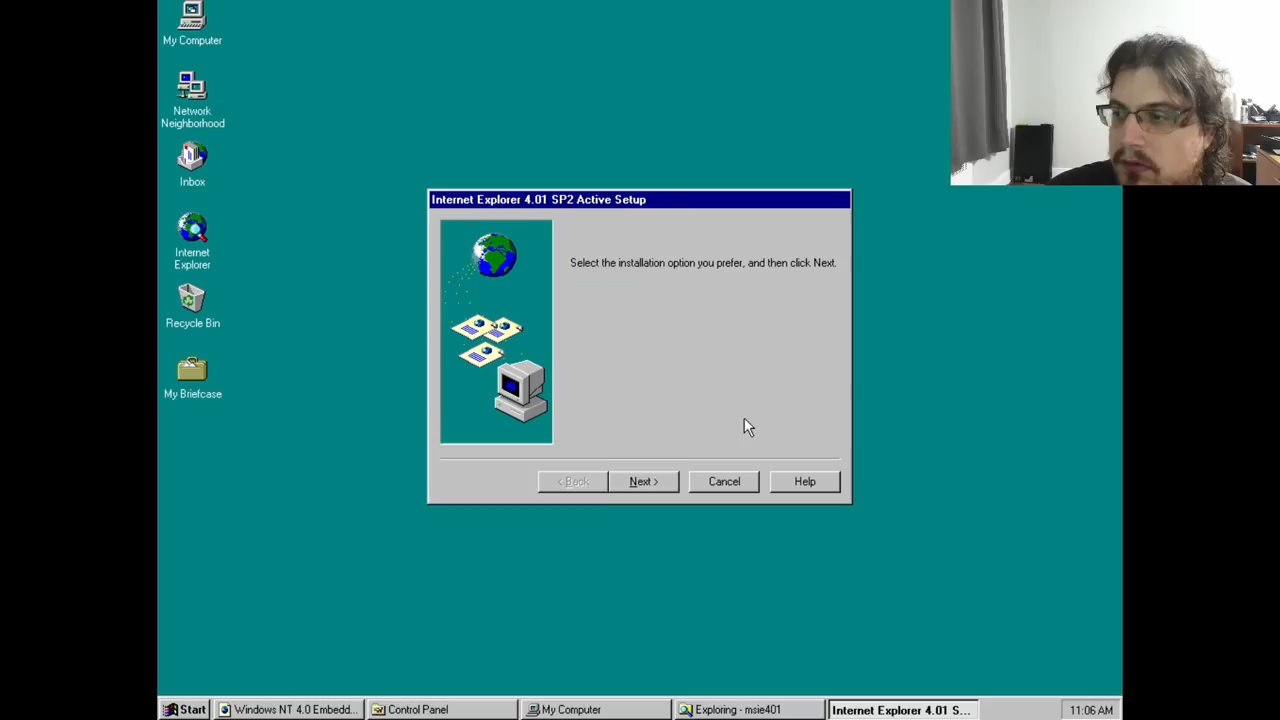 My Computer
Network
Neighborhood
Inbox
Internet
Explorer
Recycle Bin
My Briefcase
Internet Explorer 4.01 SP2 Active Setup
Select the installation option you prefer, and then click Next.
< Back
Next >
Cancel
Help
Start
Windows NT 4.0 Embedd...
Control Panel
My Computer
Exploring - msie401
Internet Explorer 4.01 S...
11:06 AM